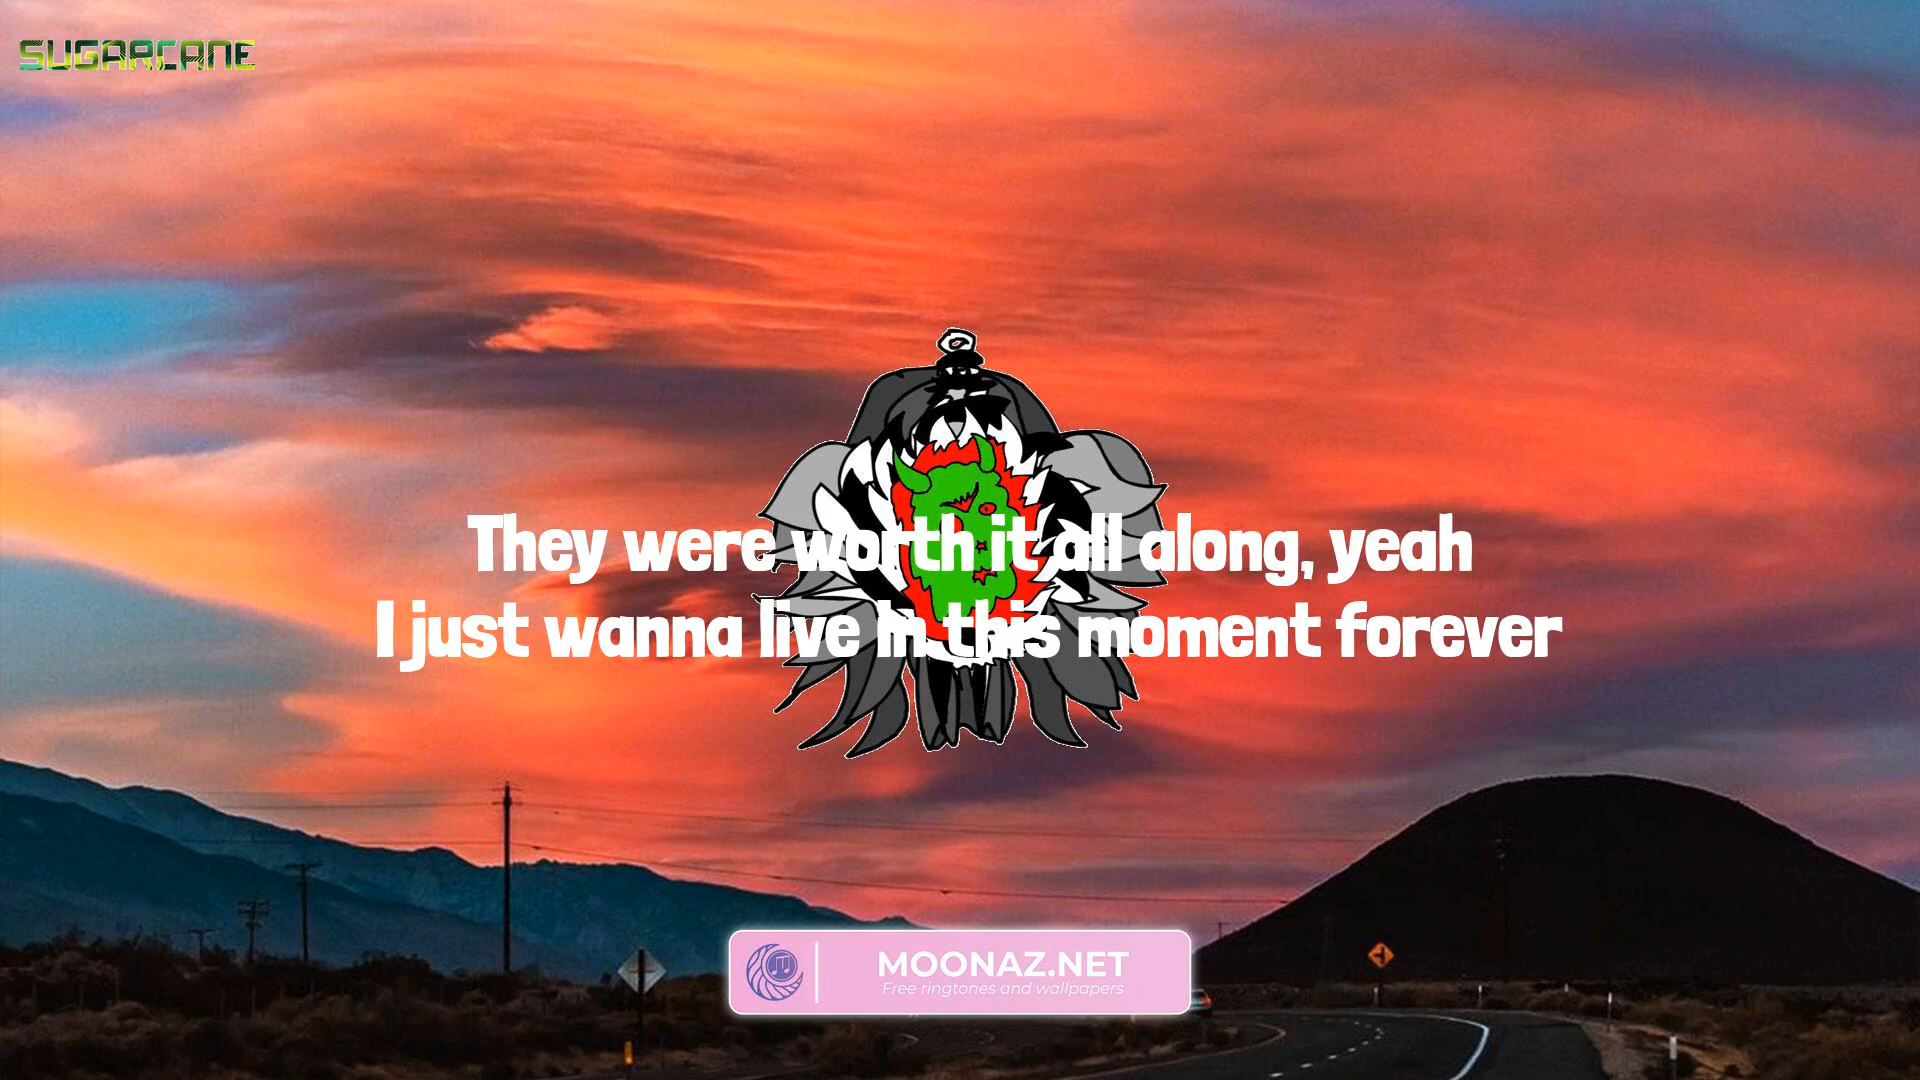 SUGARCANE
They were worth it all along, yeah
I just wanna live in this moment forever
MOONAZ.NET
Free ringtones and wallpapers